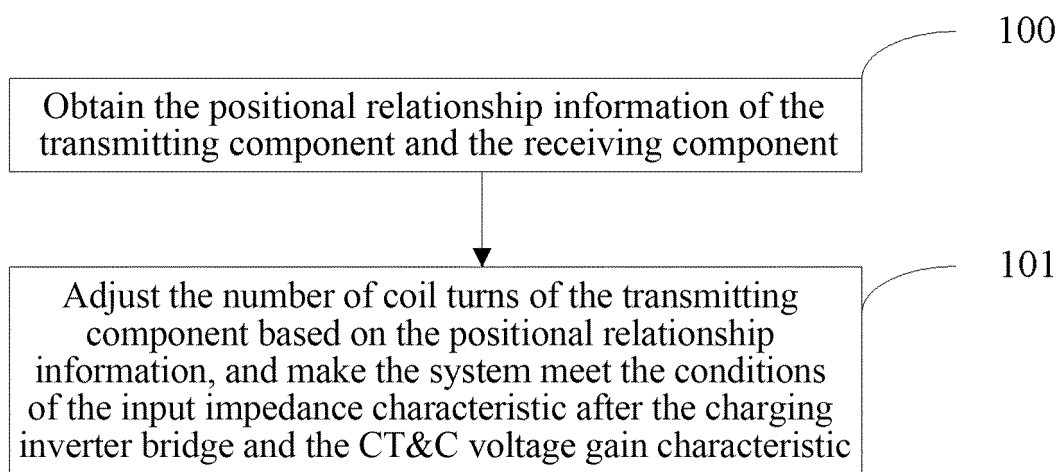 100
Obtain the positional relationship information of the
transmitting component and the receiving component
101
Adjust the number of coil turns of the transmitting
component based on the positional relationship
information, and make the system meet the conditions
of the input impedance characteristic after the charging
inverter bridge and the CT&C voltage gain characteristic